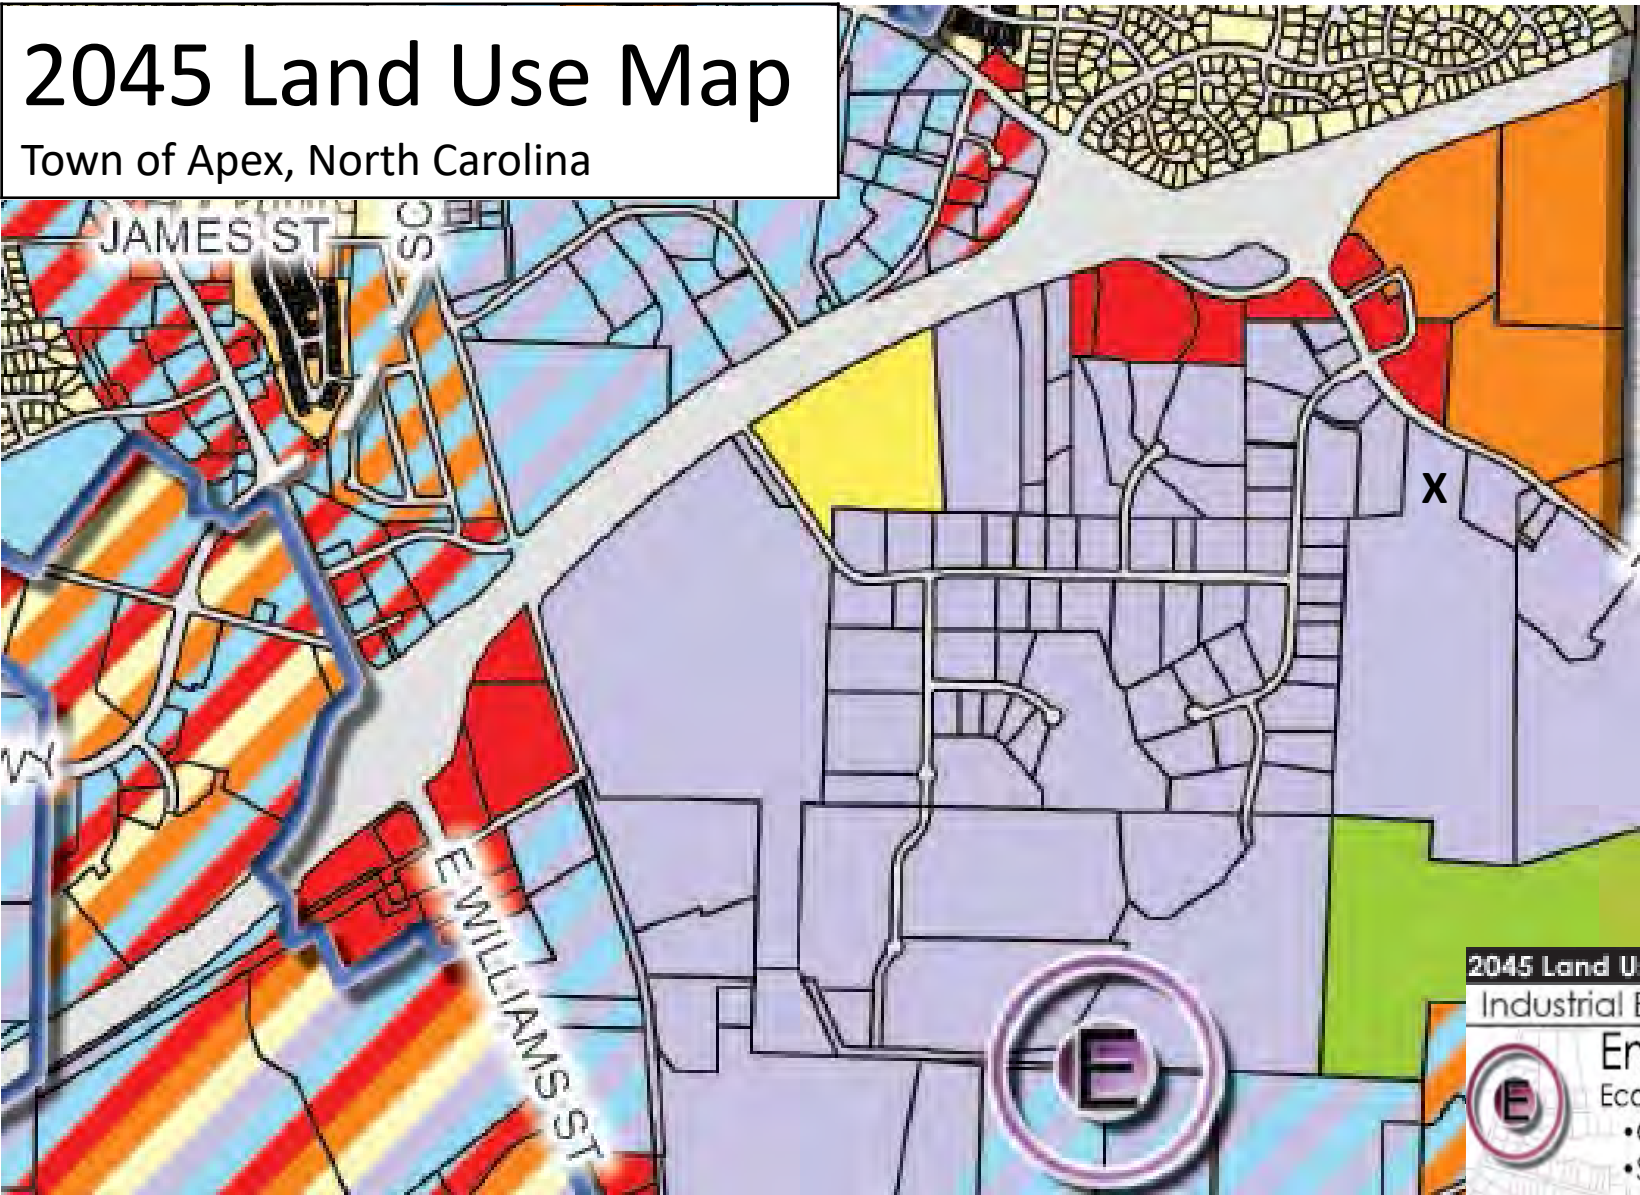 2045 Land Use Map
Town of Apex, North Carolina
JAMES ST
X
E WILLIAMS ST
E
2045 Land
Industrial
E